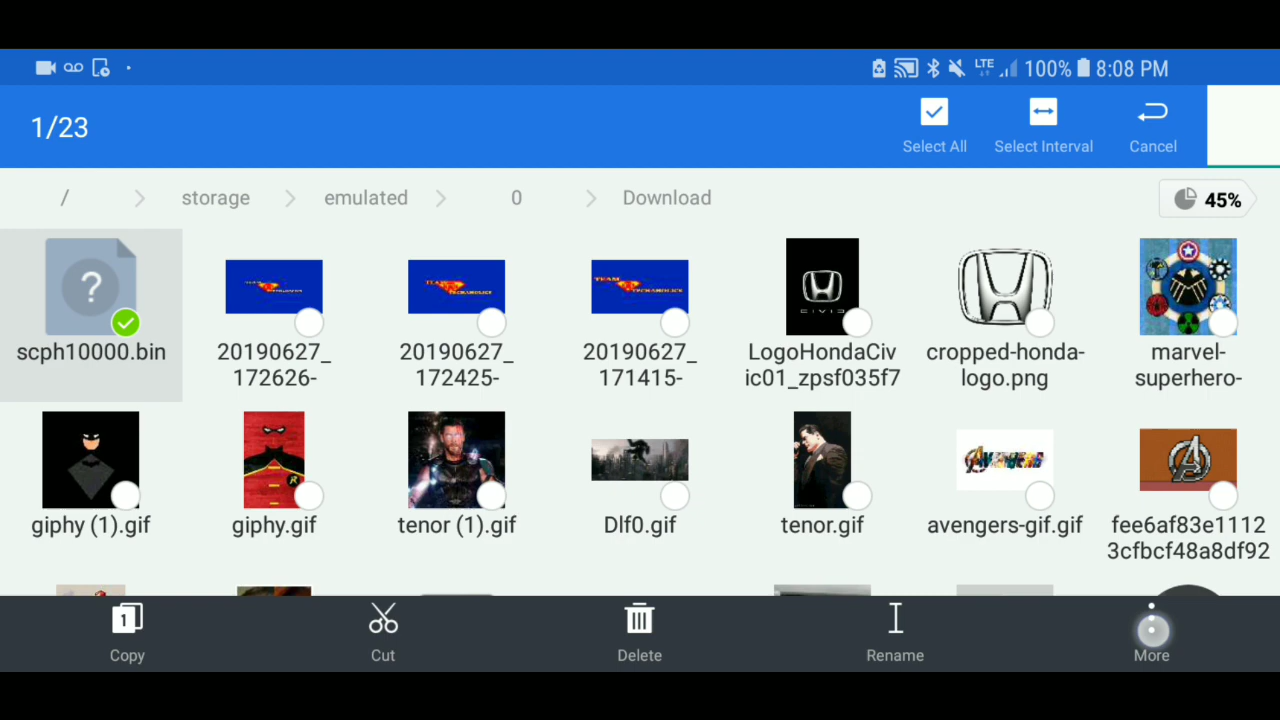 LTE 100% 8:08 PM
1/23
Select All Select Interval Cancel
/ storage emulated 0 Download 45%
scph10000.bin
20190627_
172626-
20190627_
172425-
20190627_
171415-
LogoHondaCiv
ic01_zpsf035f7
cropped-honda-
logo.png
marvel-
superhero-
giphy (1).gif
giphy.gif
tenor (1).gif
Dlf0.gif
tenor.gif
avengers-gif.gif
fee6af83e1112
3cfbcf48a8df92
Copy Cut Delete Rename More